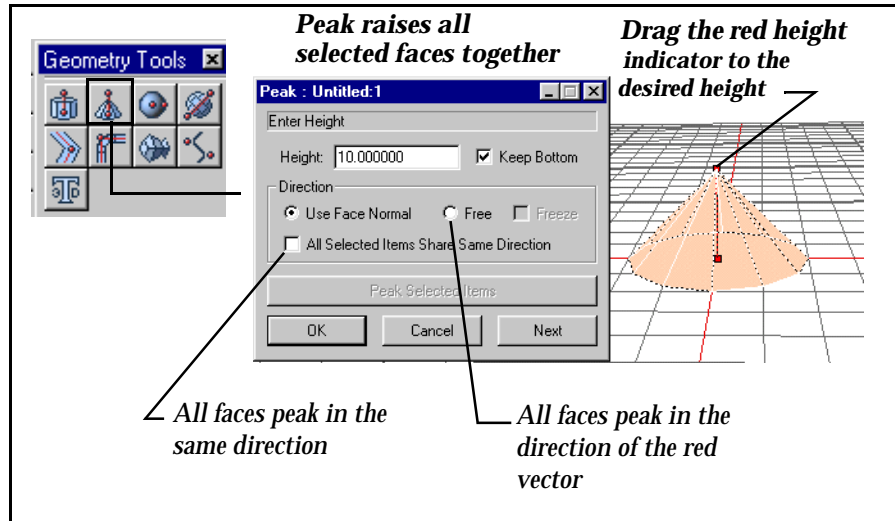 Peak raises all
selected faces together
Drag the red height
indicator to the
desired height
Geometry Tools
Peak : Untitled:1
Enter Height
Height: 10.000000 Keep Bottom
Direction
Use Face Normal Free Freeze
All Selected Items Share Same Direction
Peak Selected Items
OK Cancel Next
All faces peak in the
same direction
All faces peak in the
direction of the red
vector